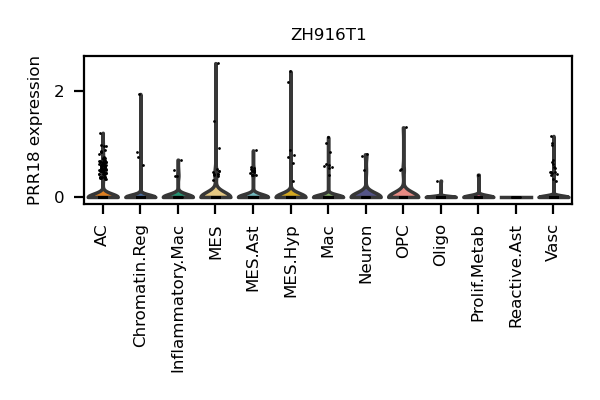 ZH916T1
PRR18 expression
2
0
AC
Chromatin.Reg
Inflammatory.Mac
MES
MES.Ast
MES.Hyp
Mac
Neuron
OPC
Oligo
Prolif.Metab
Reactive.Ast
Vasc